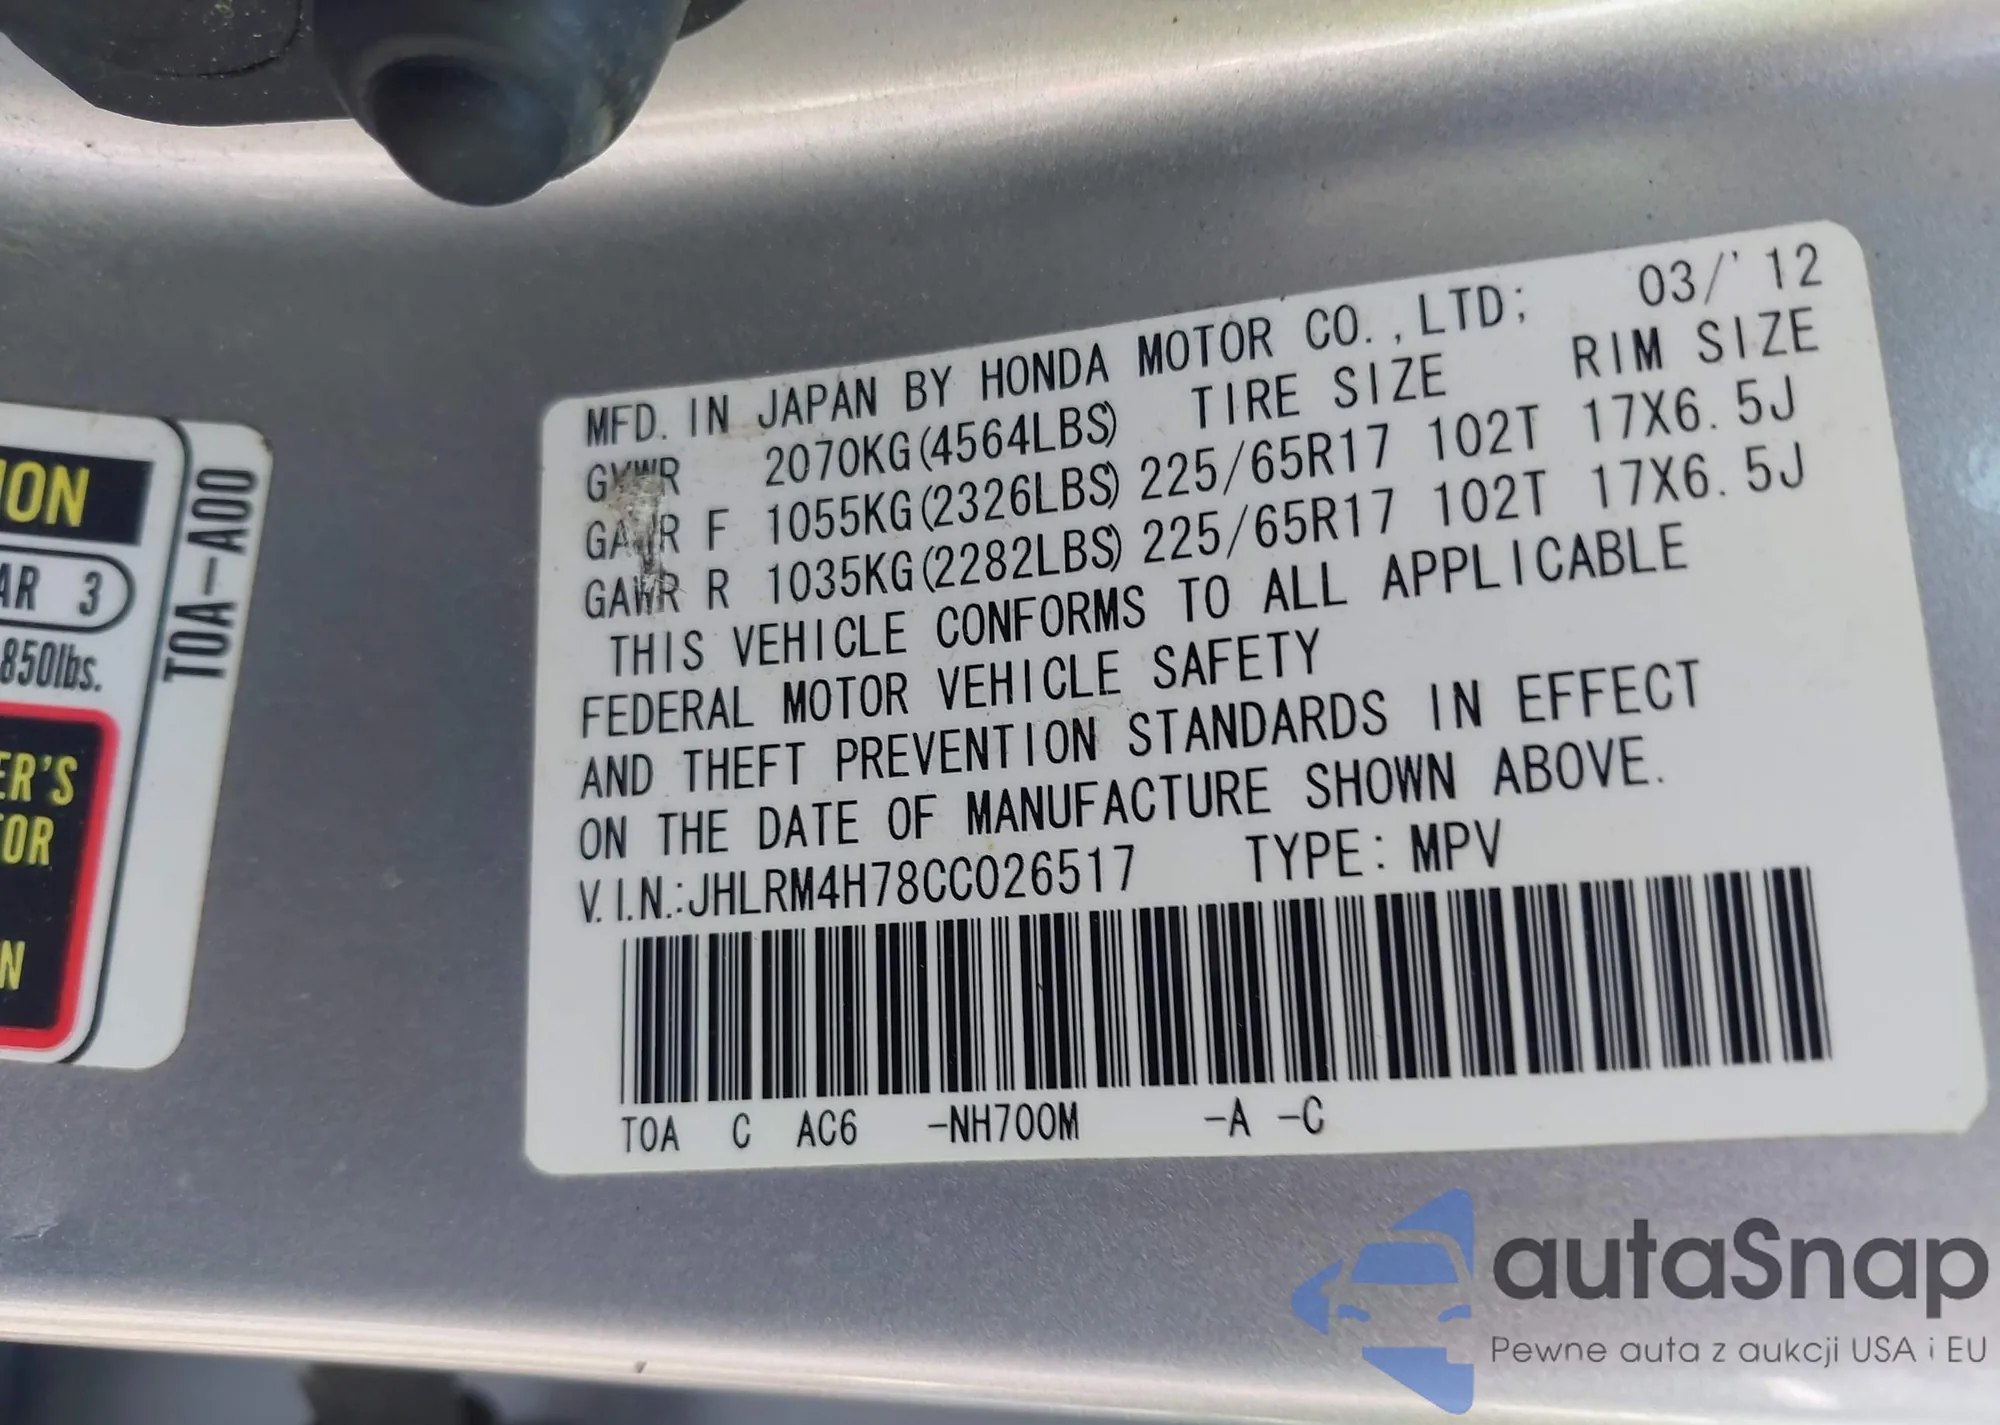 ION
AR 3
850lbs.
ER'S
TOR
N
TOA-A00
MFD. IN JAPAN BY HONDA MOTOR CO.,LTD; 03/'12
GVWR 2070KG(4564LBS) TIRE SIZE RIM SIZE
GAWR F 1055KG(2326LBS) 225/65R17 102T 17X6.5J
GAWR R 1035KG(2282LBS) 225/65R17 102T 17X6.5J
THIS VEHICLE CONFORMS TO ALL APPLICABLE
FEDERAL MOTOR VEHICLE SAFETY
AND THEFT PREVENTION STANDARDS IN EFFECT
ON THE DATE OF MANUFACTURE SHOWN ABOVE.
V.I.N.:JHLRM4H78CC026517 TYPE: MPV
TOA C AC6 -NH700M -A -C
autaSnap
Pewne auta z aukcji USA i EU